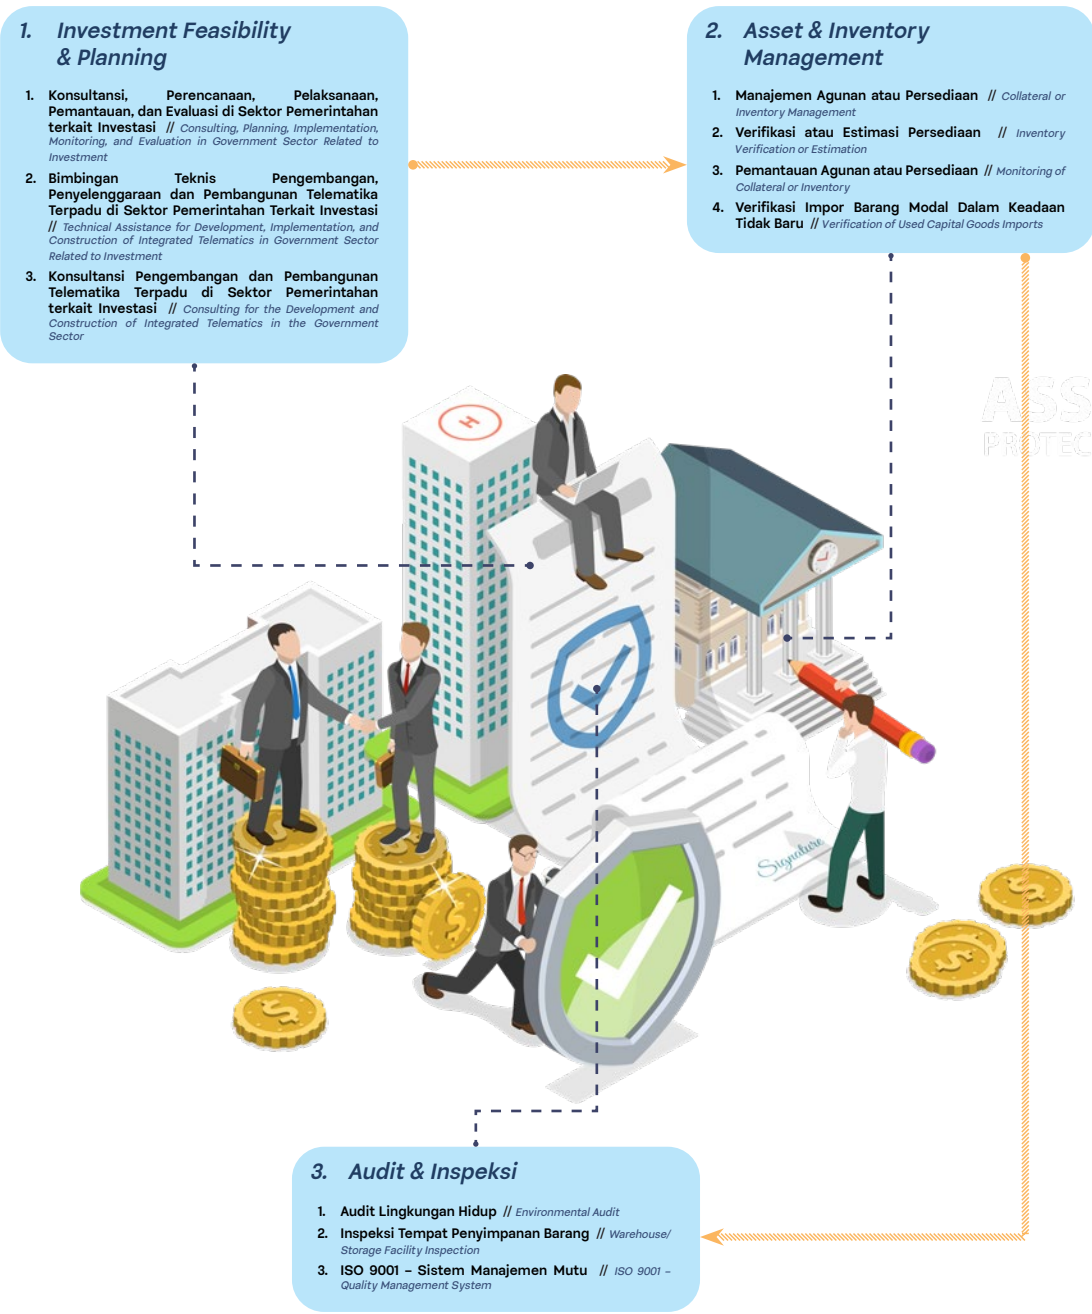 1. Investment Feasibility
& Planning
1. Konsultansi, Perencanaan, Pelaksanaan,
Pemantauan, dan Evaluasi di Sektor Pemerintahan
terkait Investasi // Consulting, Planning, Implementation,
Monitoring, and Evaluation in Government Sector Related to
Investment
2. Bimbingan Teknis Pengembangan,
Penyelenggaraan dan Pembangunan Telematika
Terpadu di Sektor Pemerintahan Terkait Investasi
// Technical Assistance for Development, Implementation, and
Construction of Integrated Telematics in Government Sector
Related to Investment
3. Konsultansi Pengembangan dan Pembangunan
Telematika Terpadu di Sektor Pemerintahan
terkait Investasi // Consulting for the Development and
Construction of Integrated Telematics in the Government
Sector
2. Asset & Inventory
Management
1. Manajemen Agunan atau Persediaan // Collateral or
Inventory Management
2. Verifikasi atau Estimasi Persediaan // Inventory
Verification or Estimation
3. Pemantauan Agunan atau Persediaan // Monitoring of
Collateral or Inventory
4. Verifikasi Impor Barang Modal Dalam Keadaan
Tidak Baru // Verification of Used Capital Goods Imports
ASS
PROTEC
H
Signature
3. Audit & Inspeksi
1. Audit Lingkungan Hidup // Environmental Audit
2. Inspeksi Tempat Penyimpanan Barang // Warehouse/
Storage Facility Inspection
3. ISO 9001 – Sistem Manajemen Mutu // ISO 9001 –
Quality Management System